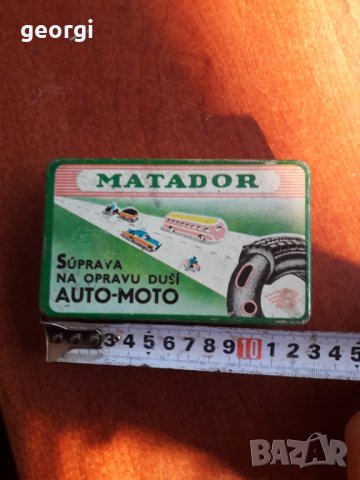 georgi
MATADOR
SÚPRAVA
NA OPRAVU DUŠÍ
AUTO-MOTO
B
3 4 5 6 7 8 9 10 1 2 3 4 5
BAZAR